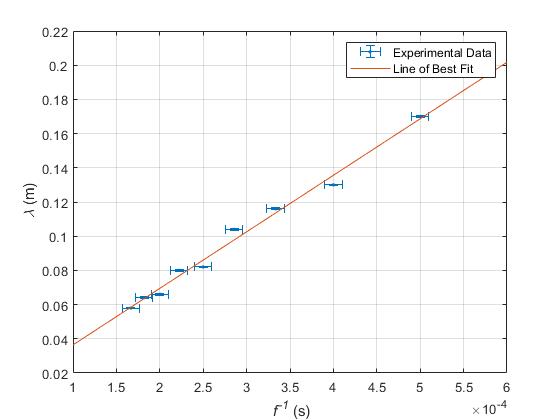 0.22
0.2
0.18
0.16
0.14
0.12
0.1
0.08
0.06
0.04
0.02
λ (m)
Experimental Data
Line of Best Fit
1 1.5 2 2.5 3 3.5 4 4.5 5 5.5 6
×10⁻⁴
f⁻¹ (s)